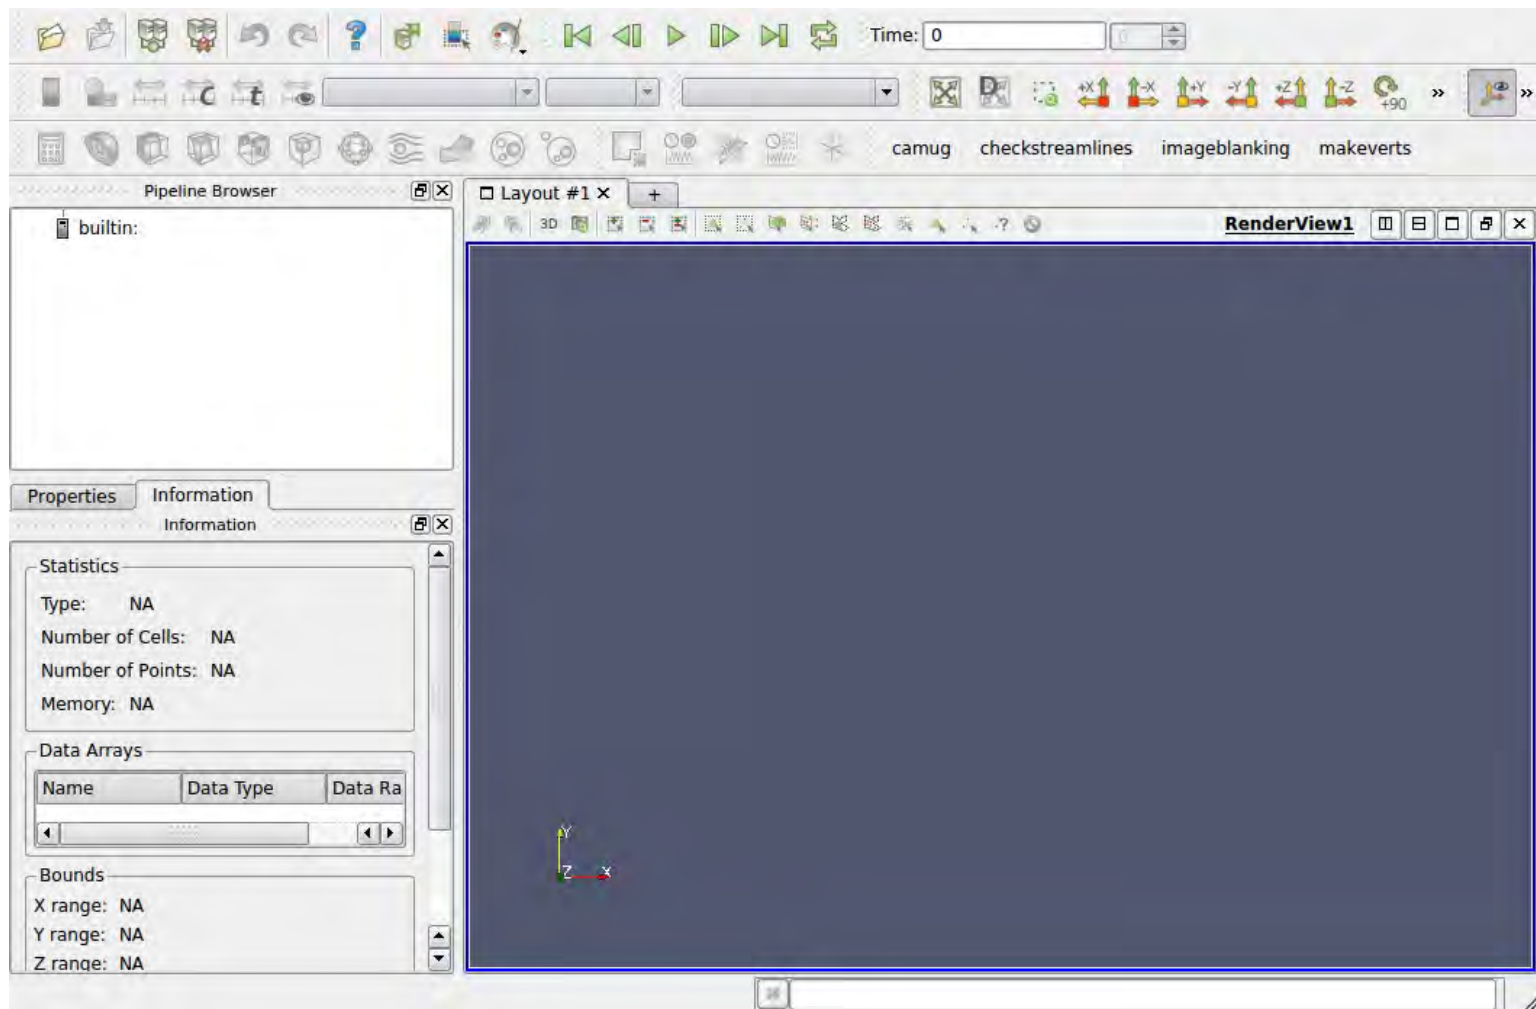 Time: 0
0
C
t
D
+X
-X
+Y
-Y
+Z
-Z
+90
»
»
camug checkstreamlines imageblanking makeverts
Pipeline Browser
Layout #1
+
builtin:
3D
?
RenderView1
Properties Information
Information
Statistics
Type: NA
Number of Cells: NA
Number of Points: NA
Memory: NA
Data Arrays
Name Data Type Data Ra
Bounds
X range: NA
Y range: NA
Z range: NA
Y
Z X